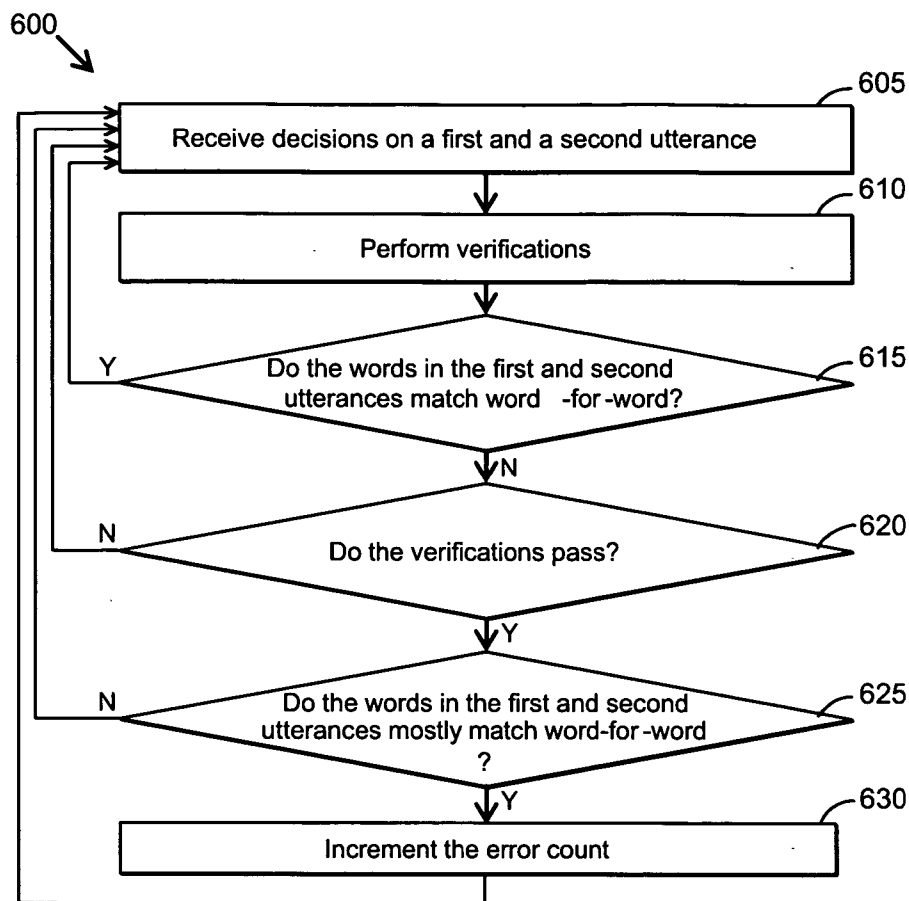 600
605
Receive decisions on a first and a second utterance
610
Perform verifications
615
Y
Do the words in the first and second
utterances match word -for-word?
N
620
N
Do the verifications pass?
Y
625
N
Do the words in the first and second
utterances mostly match word-for-word
?
Y
630
Increment the error count